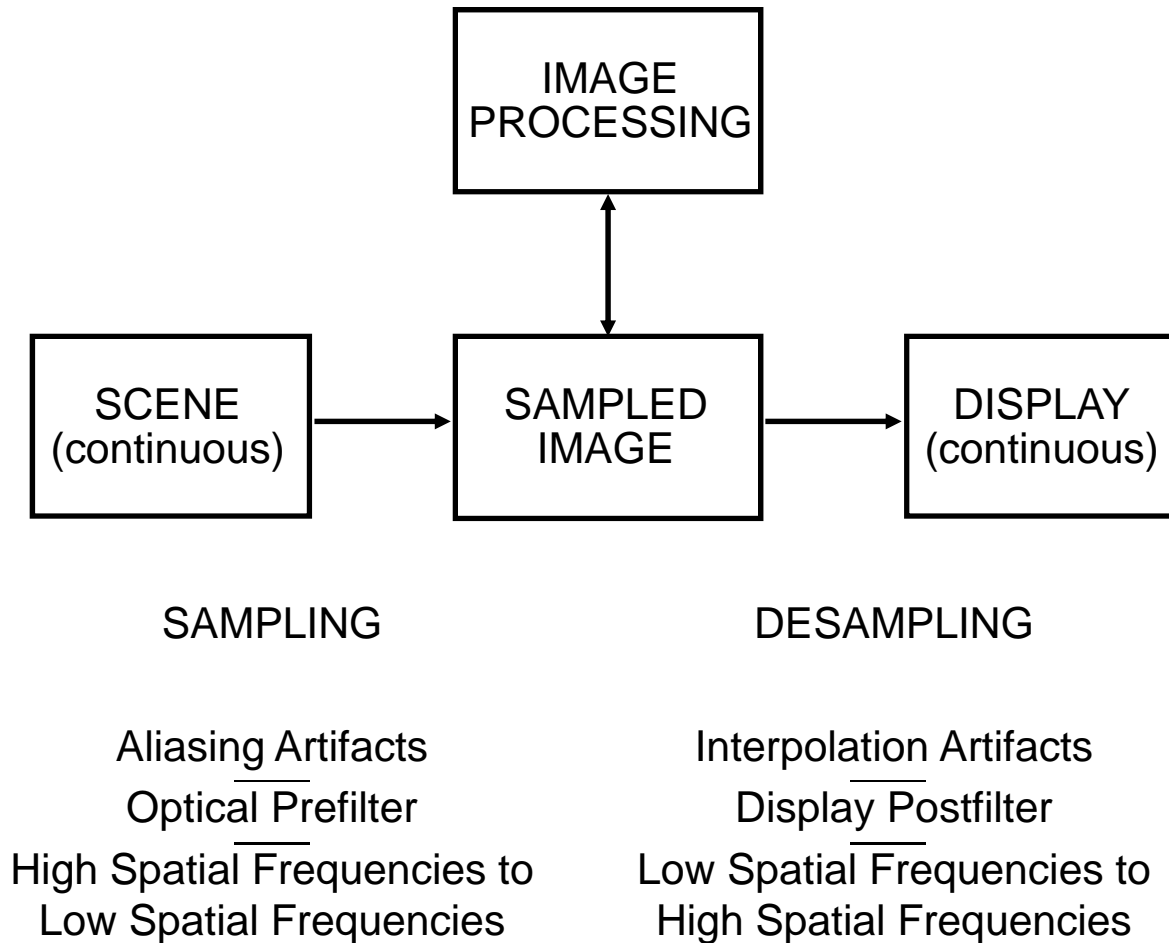 IMAGE
PROCESSING
SCENE
(continuous)
SAMPLED
IMAGE
DISPLAY
(continuous)
SAMPLING
DESAMPLING
Aliasing Artifacts
Optical Prefilter
High Spatial Frequencies to
Low Spatial Frequencies
Interpolation Artifacts
Display Postfilter
Low Spatial Frequencies to
High Spatial Frequencies